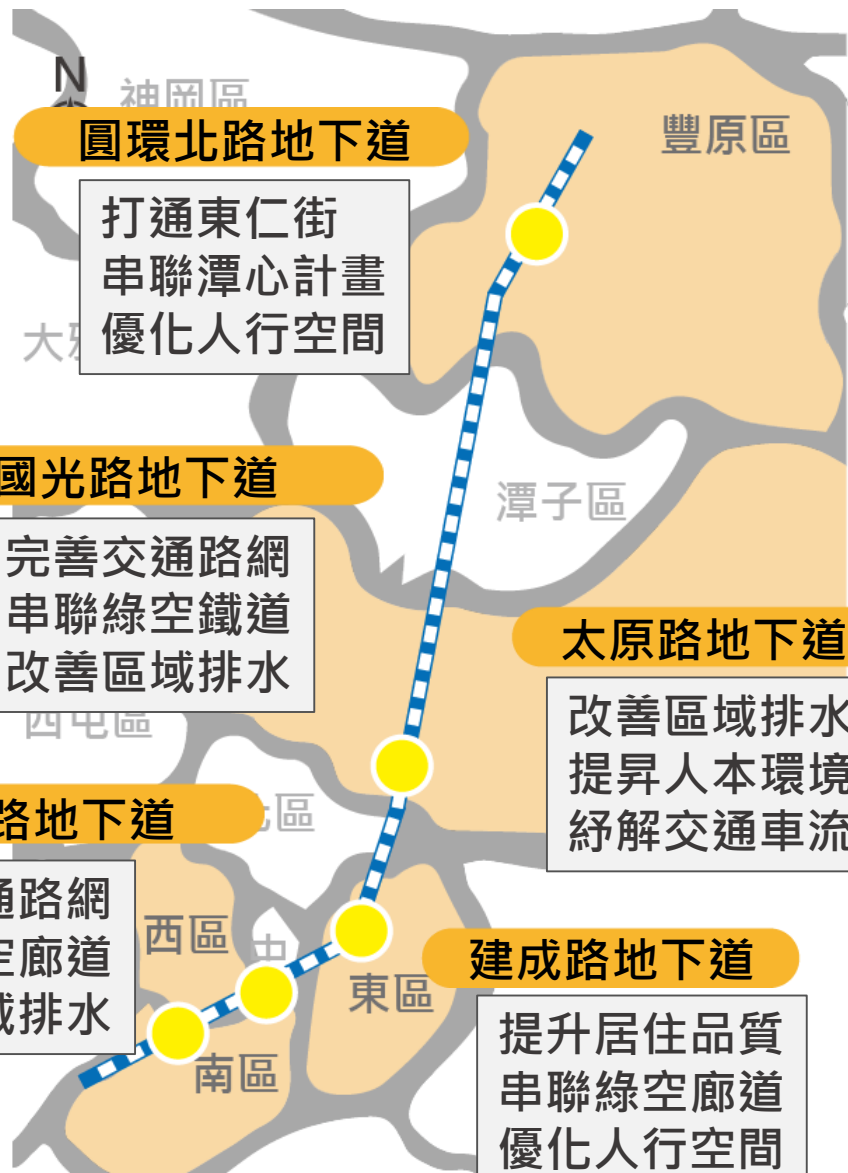 N
神岡區
圓環北路地下道
豐原區
打通東仁街
串聯潭心計畫
優化人行空間
大
國光路地下道
潭子區
完善交通路網
串聯綠空鐵道
改善區域排水
太原路地下道
西屯區
改善區域排水
提昇人本環境
紓解交通車流
路地下道
區
通路網
空廊道
域排水
西區
中
東區
建成路地下道
南區
提升居住品質
串聯綠空廊道
優化人行空間